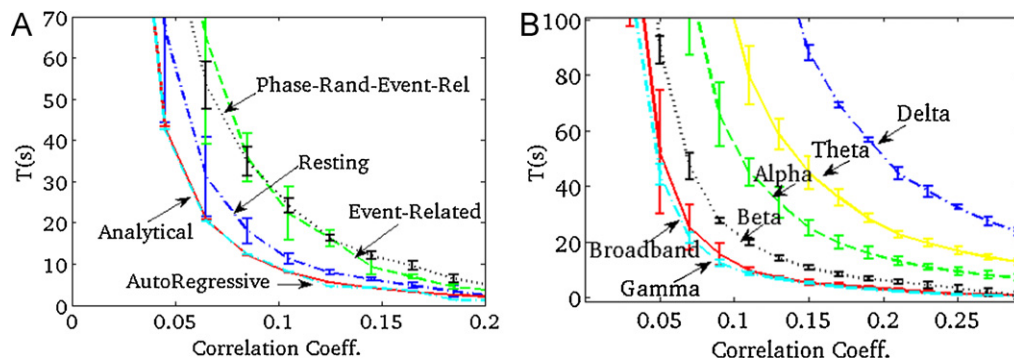 A
T(s)
70
60
50
40
30
20
10
0
Phase-Rand-Event-Rel
Resting
Analytical
Event-Related
AutoRegressive
0
0.05
0.1
0.15
0.2
Correlation Coeff.
B
T(s)
100
80
60
40
20
0
Delta
Theta
Alpha
Beta
Broadband
Gamma
0.05
0.1
0.15
0.2
0.25
Correlation Coeff.